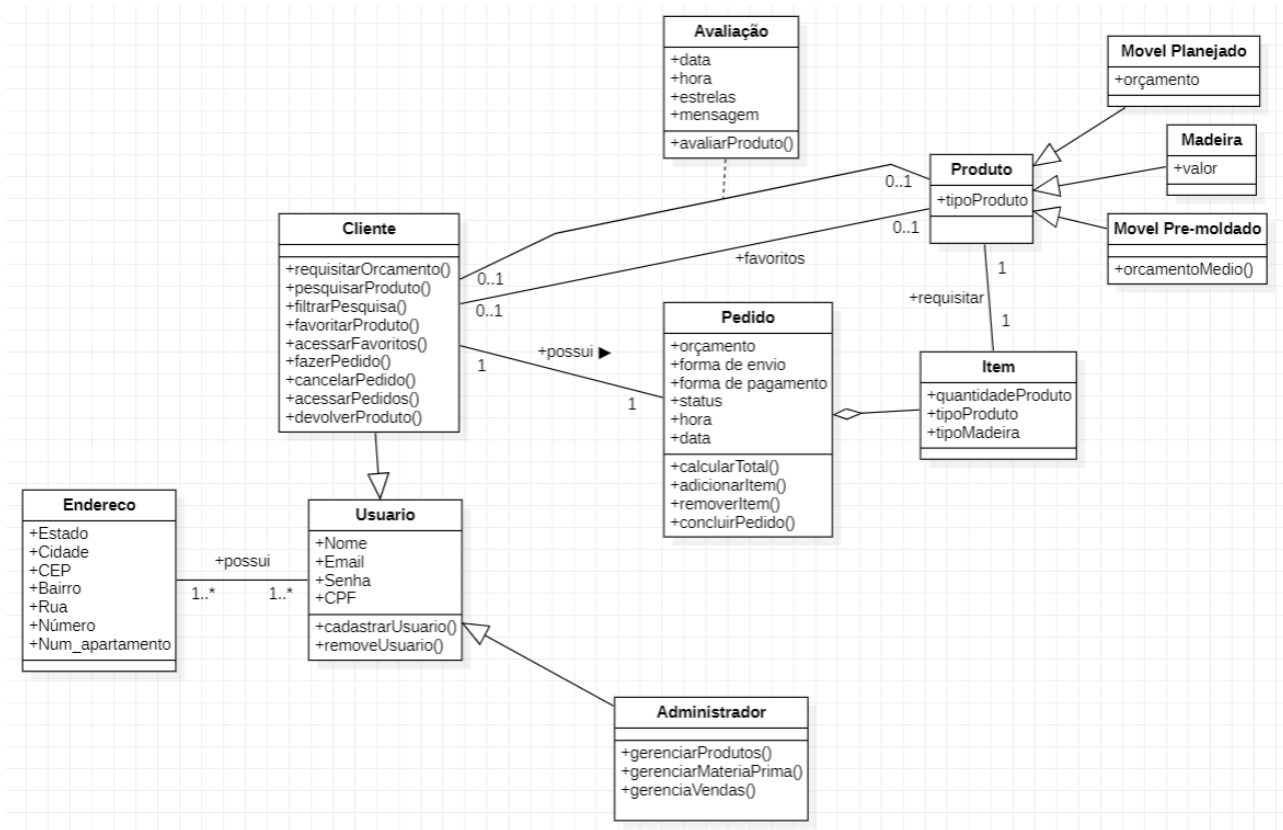 Avaliação
+data
+hora
+estrelas
+mensagem
+avaliarProduto()
Movel Planejado
+orçamento
Madeira
+valor
Produto
+tipoProduto
Movel Pre-moldado
+orcamentoMedio()
0..1
0..1
Cliente
+requisitarOrcamento()
+pesquisarProduto()
+filtrarPesquisa()
+favoritarProduto()
+acessarFavoritos()
+fazerPedido()
+cancelarPedido()
+acessarPedidos()
+devolverProduto()
0..1
0..1
+favoritos
1
+requisitar
1
+possui ►
1
1
Pedido
+orçamento
+forma de envio
+forma de pagamento
+status
+hora
+data
+calcularTotal()
+adicionarItem()
+removerItem()
+concluirPedido()
Item
+quantidadeProduto
+tipoProduto
+tipoMadeira
Endereco
+Estado
+Cidade
+CEP
+Bairro
+Rua
+Número
+Num_apartamento
+possui
1..*
1..*
Usuario
+Nome
+Email
+Senha
+CPF
+cadastrarUsuario()
+removeUsuario()
Administrador
+gerenciarProdutos()
+gerenciarMateriaPrima()
+gerenciaVendas()